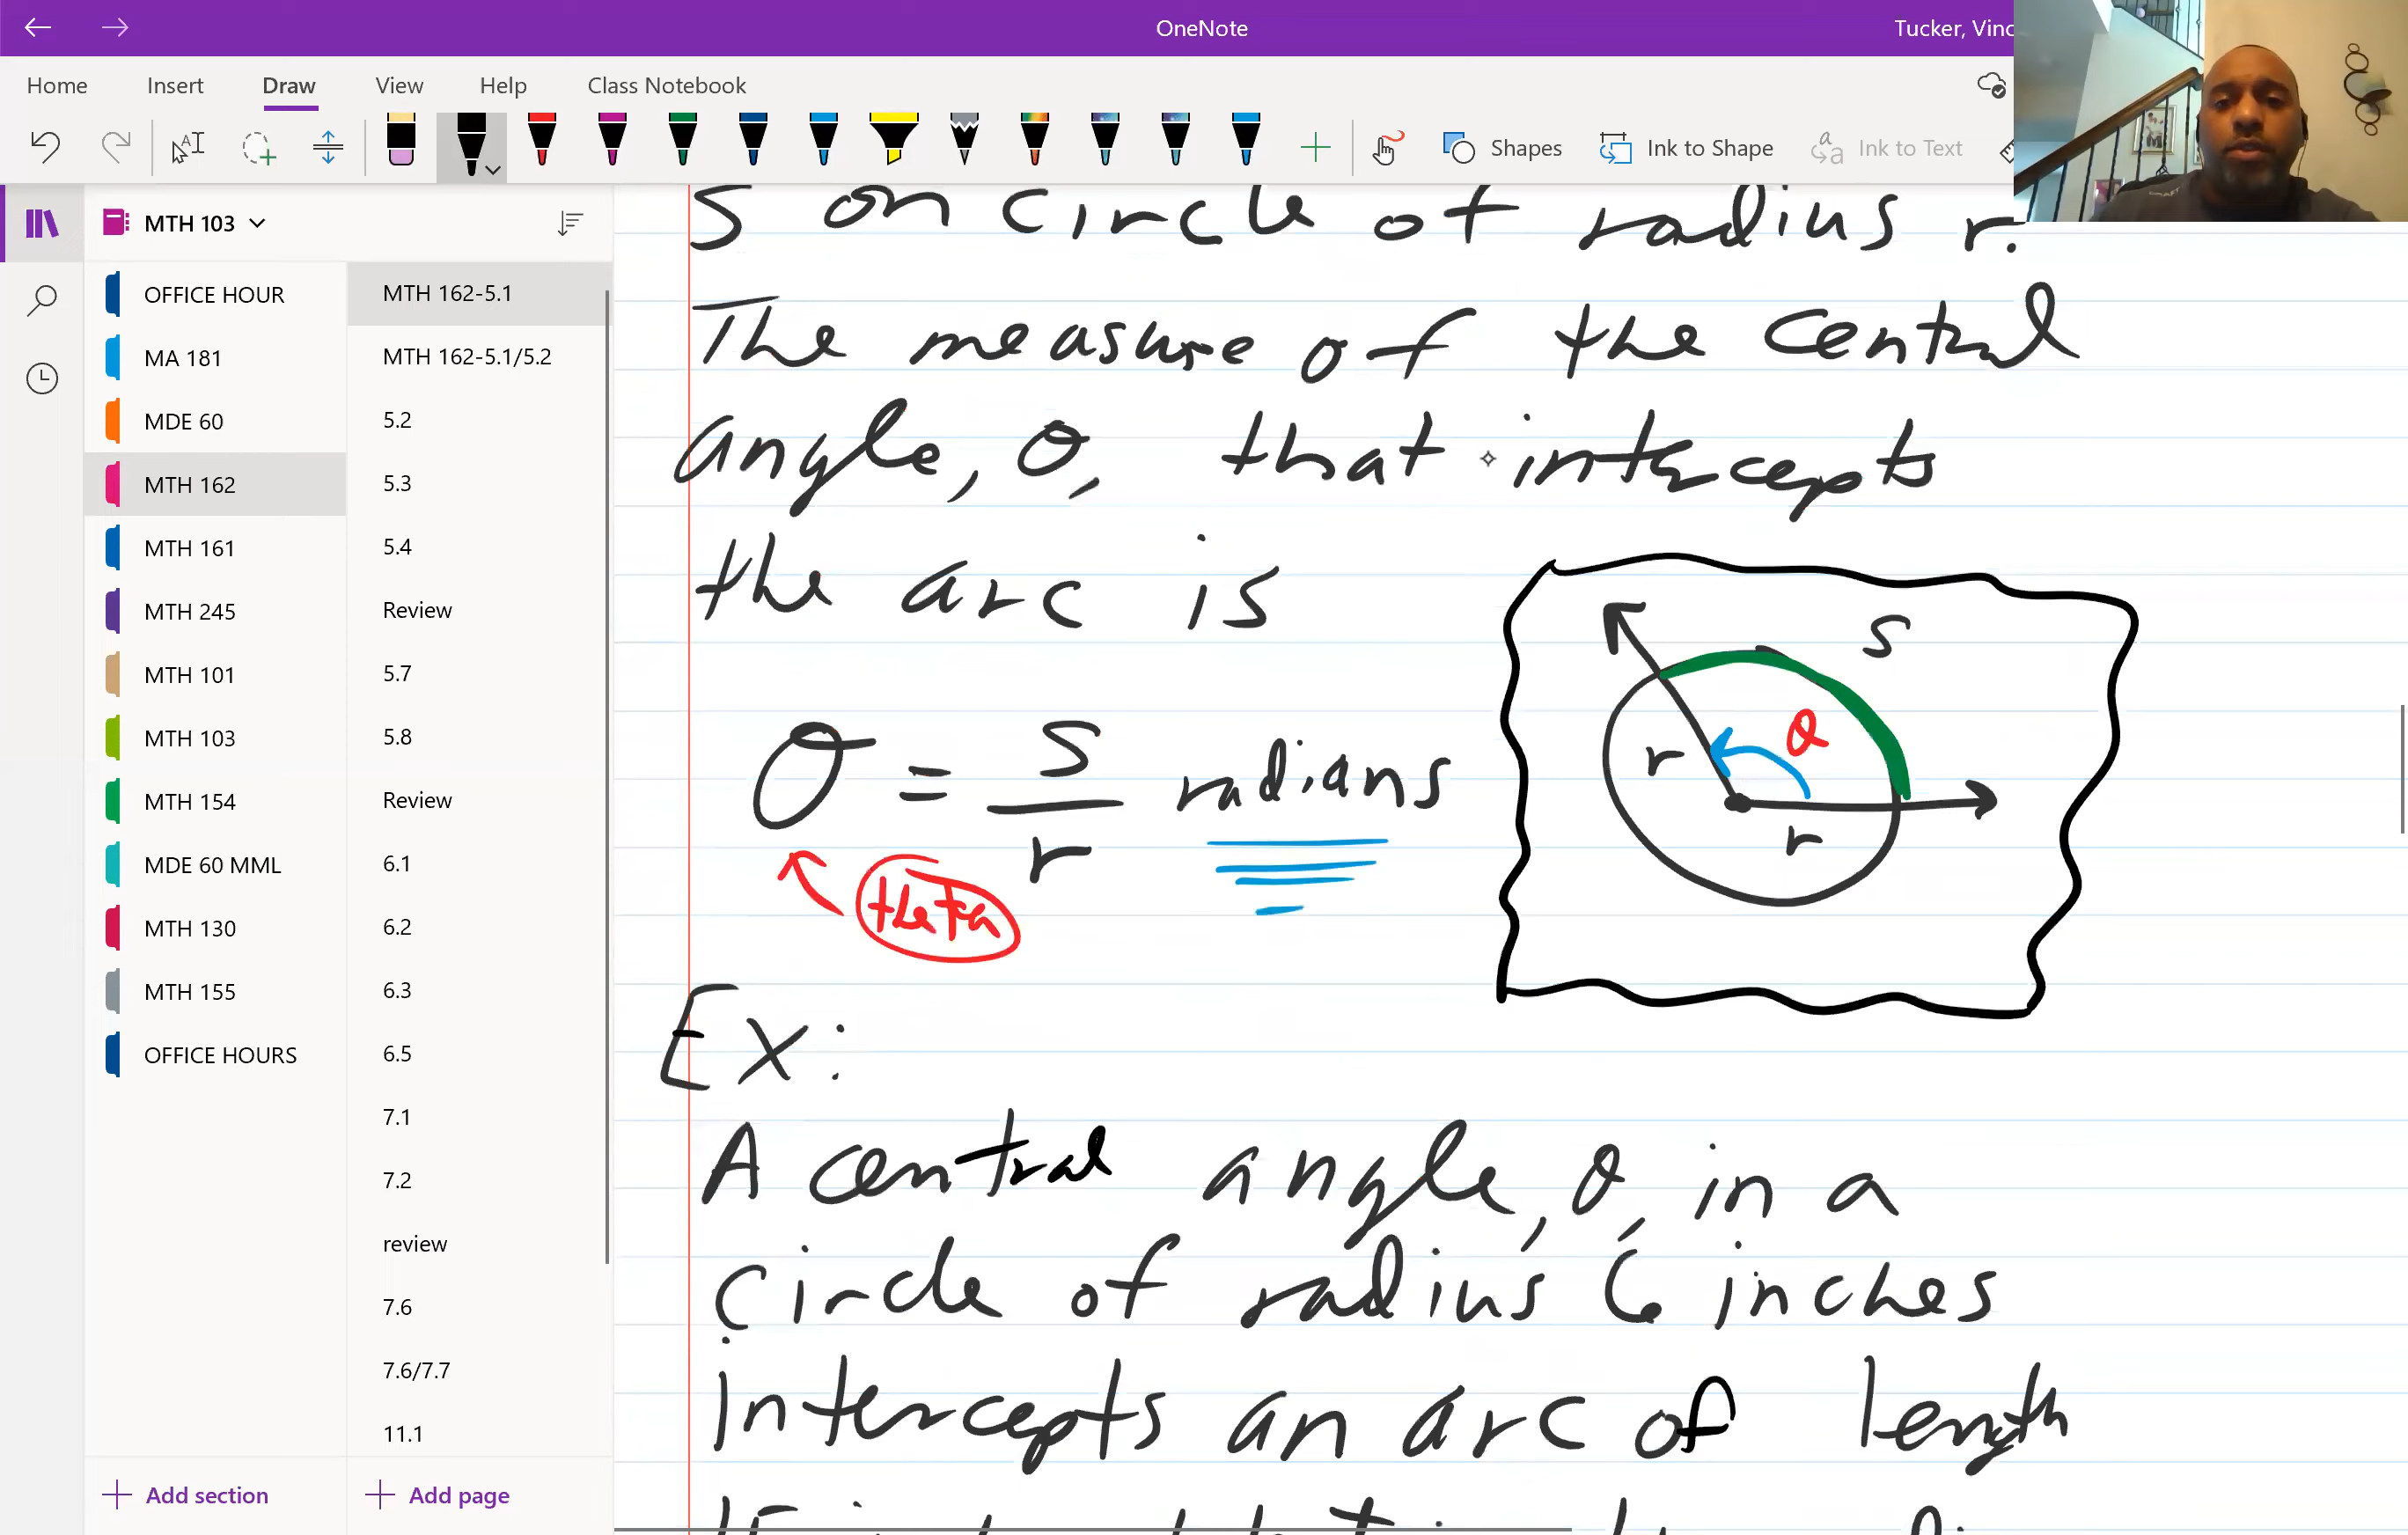 OneNote
Tucker, Vinc
Home Insert Draw View Help Class Notebook
Shapes Ink to Shape Ink to Text
MTH 103
OFFICE HOUR
MA 181
MDE 60
MTH 162
MTH 161
MTH 245
MTH 101
MTH 103
MTH 154
MDE 60 MML
MTH 130
MTH 155
OFFICE HOURS
Add section
MTH 162-5.1
MTH 162-5.1/5.2
5.2
5.3
5.4
Review
5.7
5.8
Review
6.1
6.2
6.3
6.5
7.1
7.2
review
7.6
7.6/7.7
11.1
Add page
S on circle of radius r.
The measure of the central
angle, θ, that intercepts
the arc is
θ = s/r radians
theta
s
θ
r
r
Ex:
A central angle, θ, in a
circle of radius 6 inches
intercepts an arc of length